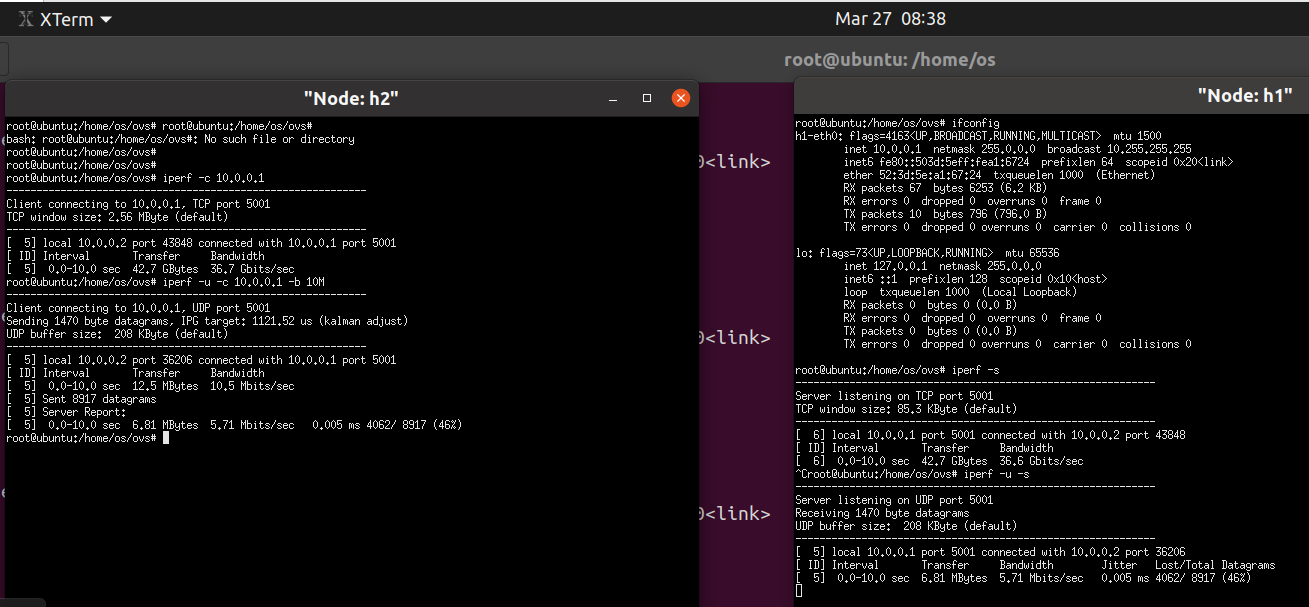 XTerm
Mar 27 08:38
root@ubuntu: /home/os
"Node: h2"
root@ubuntu:/home/os/ovs# root@ubuntu:/home/os/ovs#
bash: root@ubuntu:/home/os/ovs#: No such file or directory
root@ubuntu:/home/os/ovs#
root@ubuntu:/home/os/ovs#
root@ubuntu:/home/os/ovs# iperf -c 10.0.0.1
------------------------------------------------------------
Client connecting to 10.0.0.1, TCP port 5001
TCP window size: 2.56 MByte (default)
------------------------------------------------------------
[  5] local 10.0.0.2 port 43848 connected with 10.0.0.1 port 5001
[ ID] Interval       Transfer     Bandwidth
[  5]  0.0-10.0 sec  42.7 GBytes  36.7 Gbits/sec
root@ubuntu:/home/os/ovs# iperf -u -c 10.0.0.1 -b 10M
------------------------------------------------------------
Client connecting to 10.0.0.1, UDP port 5001
Sending 1470 byte datagrams, IPG target: 1121.52 us (kalman adjust)
UDP buffer size:  208 KByte (default)
------------------------------------------------------------
[  5] local 10.0.0.2 port 36206 connected with 10.0.0.1 port 5001
[ ID] Interval       Transfer     Bandwidth
[  5]  0.0-10.0 sec  12.5 MBytes  10.5 Mbits/sec
[  5] Sent 8917 datagrams
[  5] Server Report:
[  5]  0.0-10.0 sec  6.81 MBytes  5.71 Mbits/sec   0.005 ms 4062/ 8917 (46%)
root@ubuntu:/home/os/ovs#
0<link>
0<link>
0<link>
"Node: h1"
root@ubuntu:/home/os/ovs# ifconfig
h1-eth0: flags=4163<UP,BROADCAST,RUNNING,MULTICAST>  mtu 1500
        inet 10.0.0.1  netmask 255.0.0.0  broadcast 10.255.255.255
        inet6 fe80::503d:5eff:fea1:6724  prefixlen 64  scopeid 0x20<link>
        ether 52:3d:5e:a1:67:24  txqueuelen 1000  (Ethernet)
        RX packets 67  bytes 6253 (6.2 KB)
        RX errors 0  dropped 0  overruns 0  frame 0
        TX packets 10  bytes 796 (796.0 B)
        TX errors 0  dropped 0 overruns 0  carrier 0  collisions 0
lo: flags=73<UP,LOOPBACK,RUNNING>  mtu 65536
        inet 127.0.0.1  netmask 255.0.0.0
        inet6 ::1  prefixlen 128  scopeid 0x10<host>
        loop  txqueuelen 1000  (Local Loopback)
        RX packets 0  bytes 0 (0.0 B)
        RX errors 0  dropped 0  overruns 0  frame 0
        TX packets 0  bytes 0 (0.0 B)
        TX errors 0  dropped 0 overruns 0  carrier 0  collisions 0
root@ubuntu:/home/os/ovs# iperf -s
------------------------------------------------------------
Server listening on TCP port 5001
TCP window size: 85.3 KByte (default)
------------------------------------------------------------
[  6] local 10.0.0.1 port 5001 connected with 10.0.0.2 port 43848
[ ID] Interval       Transfer     Bandwidth
[  6]  0.0-10.0 sec  42.7 GBytes  36.6 Gbits/sec
^Croot@ubuntu:/home/os/ovs# iperf -u -s
------------------------------------------------------------
Server listening on UDP port 5001
Receiving 1470 byte datagrams
UDP buffer size:  208 KByte (default)
------------------------------------------------------------
[  5] local 10.0.0.1 port 5001 connected with 10.0.0.2 port 36206
[ ID] Interval       Transfer     Bandwidth        Jitter   Lost/Total Datagrams
[  5]  0.0-10.0 sec  6.81 MBytes  5.71 Mbits/sec   0.005 ms 4062/ 8917 (46%)